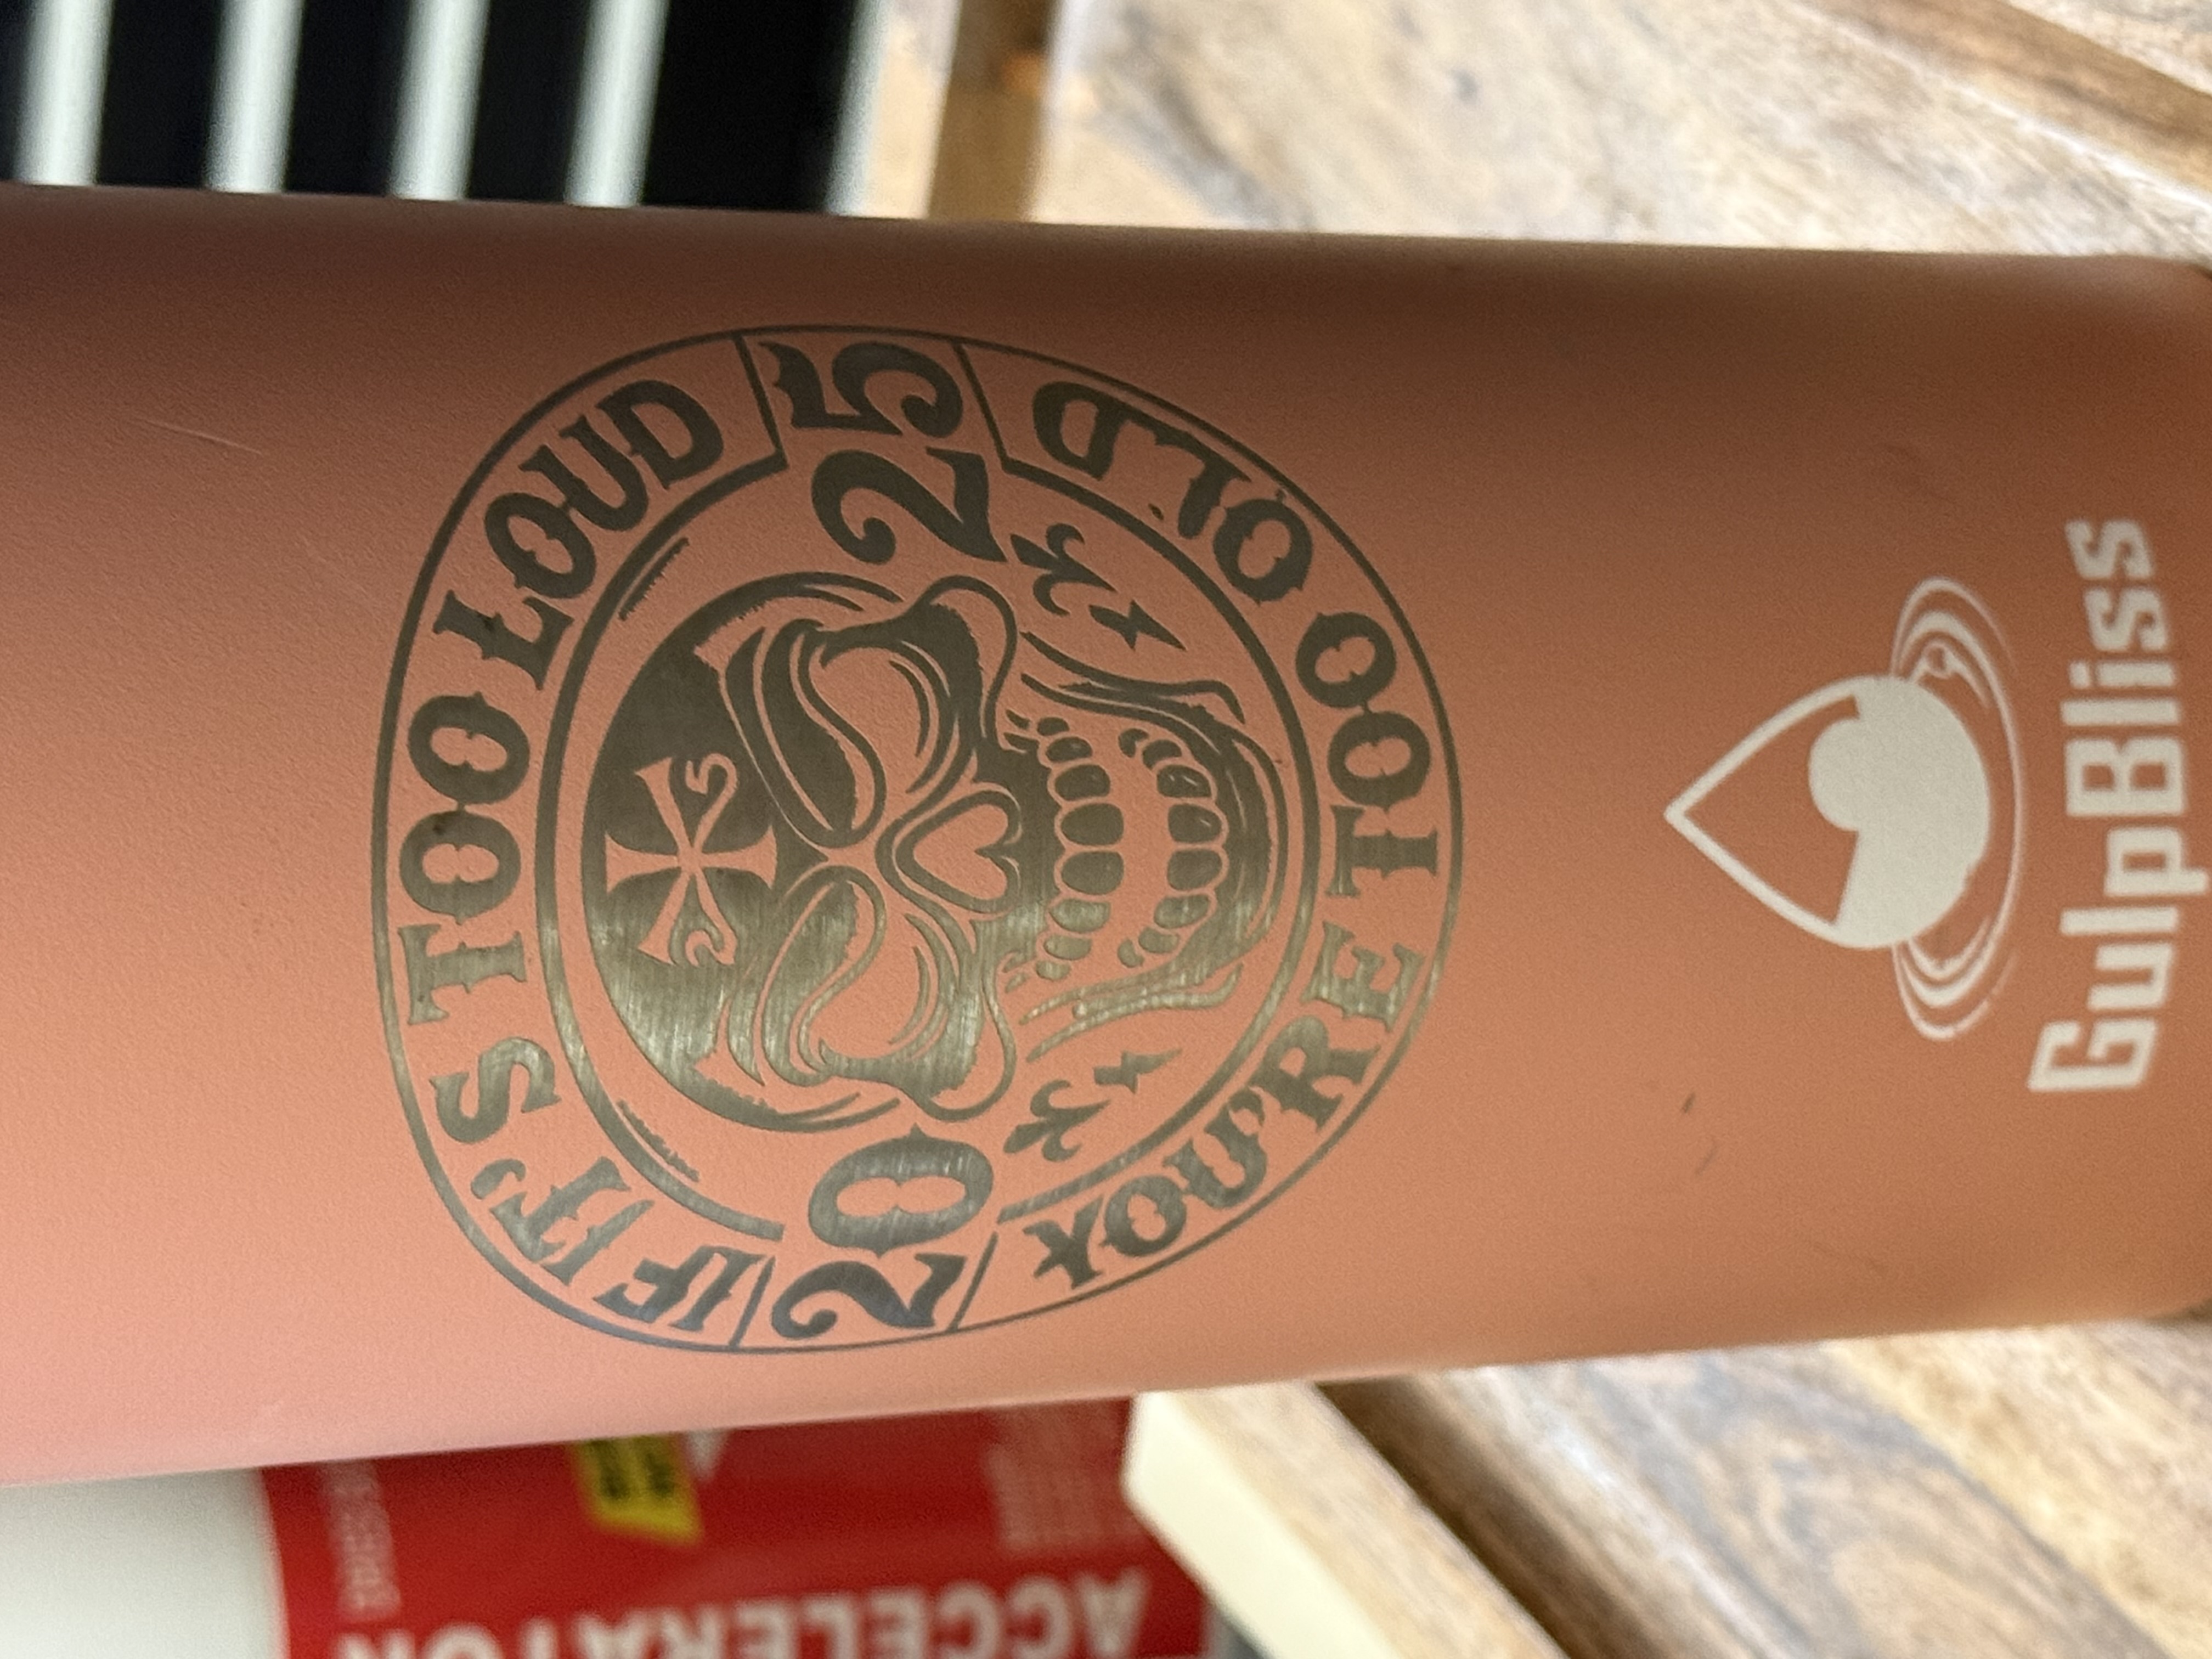 IF IT'S TOO LOUD
2025
YOU'RE TOO OLD
GulpBliss
ACCELERATOR